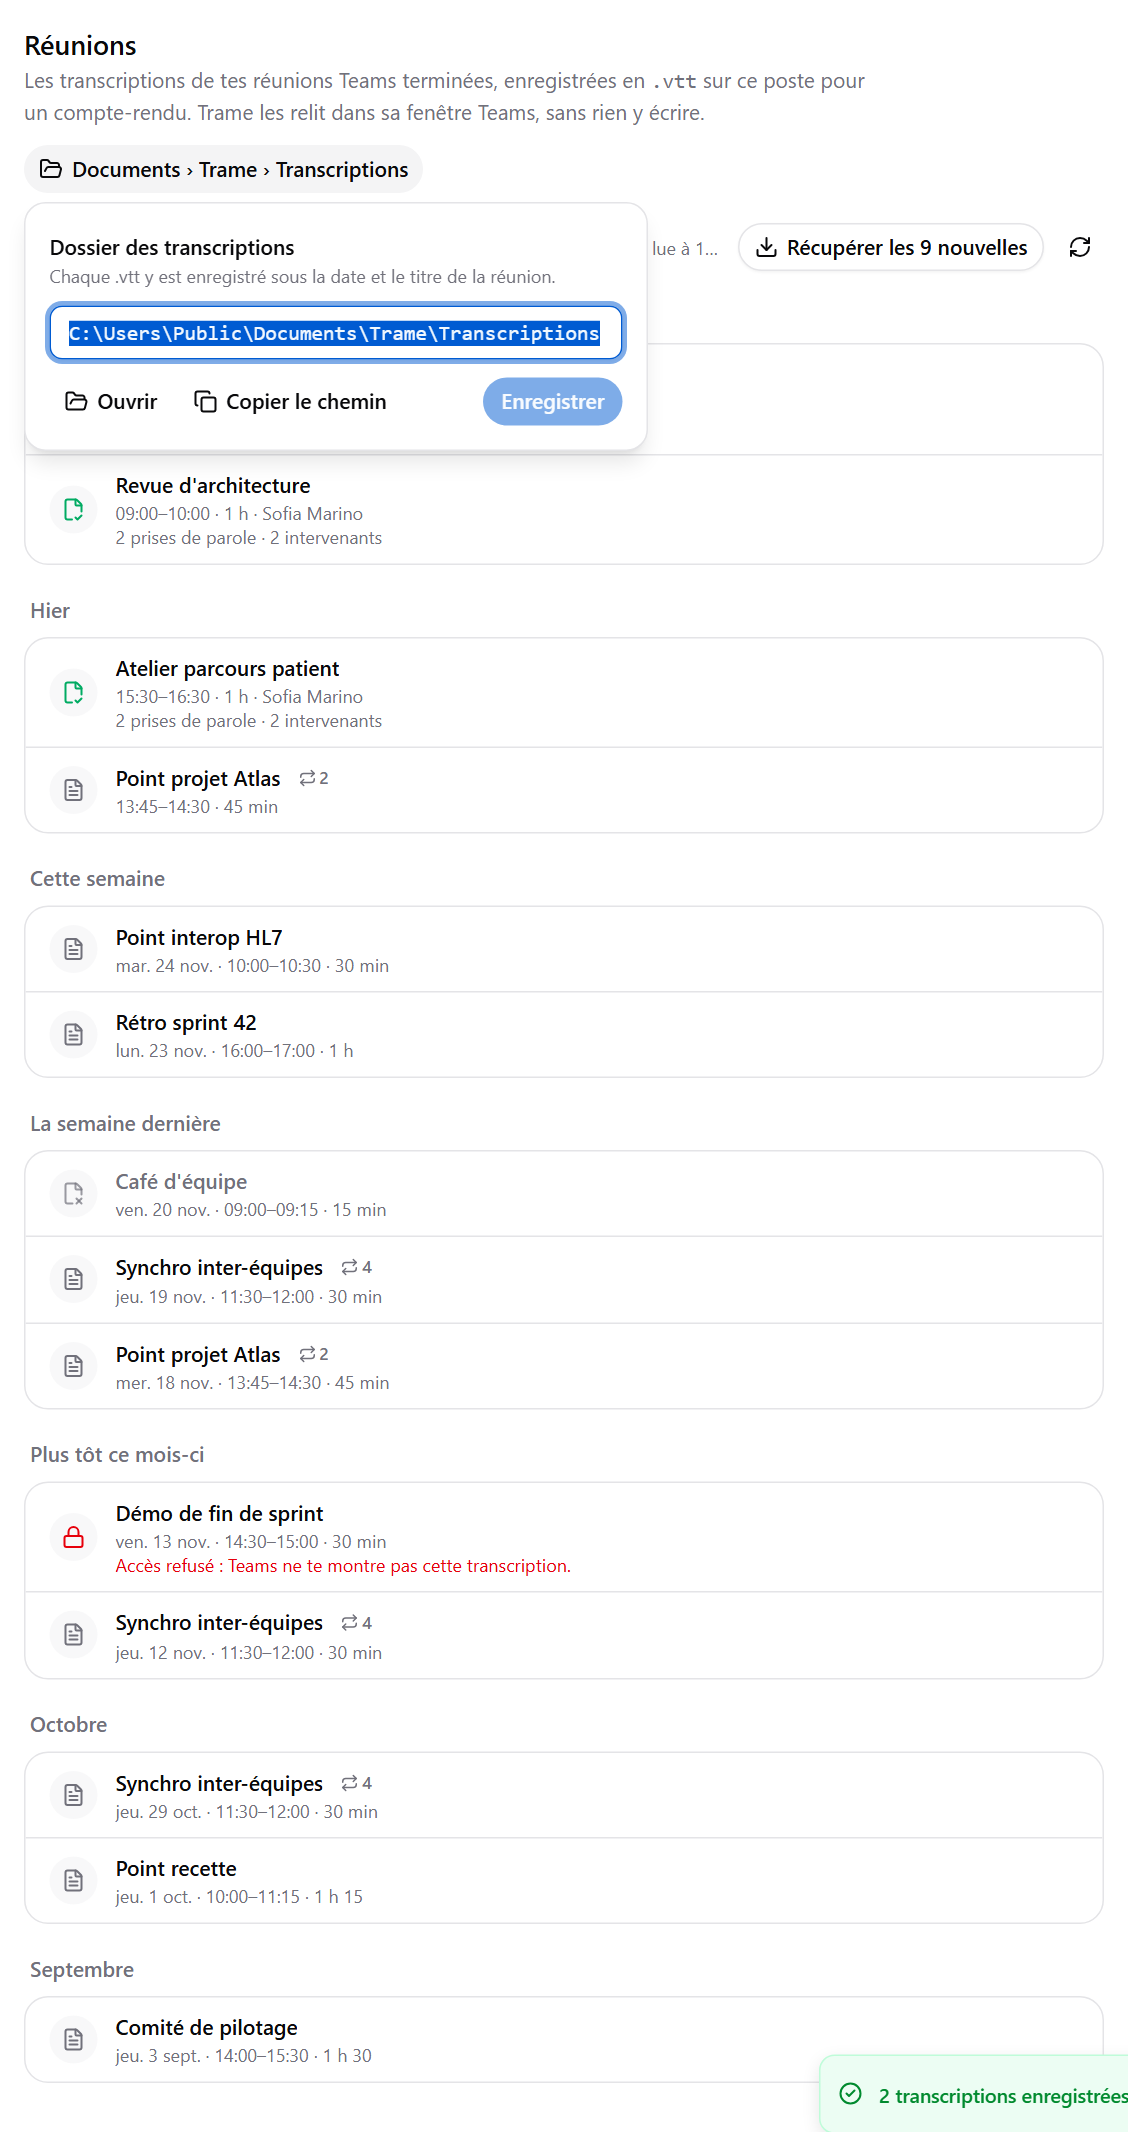 Réunions
Les transcriptions de tes réunions Teams terminées, enregistrées en .vtt sur ce poste pour
un compte-rendu. Trame les relit dans sa fenêtre Teams, sans rien y écrire.
Documents › Trame › Transcriptions
Dossier des transcriptions
Chaque .vtt y est enregistré sous la date et le titre de la réunion.
lue à 1...
Récupérer les 9 nouvelles
C:\Users\Public\Documents\Trame\Transcriptions
Ouvrir
Copier le chemin
Enregistrer
Revue d'architecture
09:00–10:00 · 1 h · Sofia Marino
2 prises de parole · 2 intervenants
Hier
Atelier parcours patient
15:30–16:30 · 1 h · Sofia Marino
2 prises de parole · 2 intervenants
Point projet Atlas 2
13:45–14:30 · 45 min
Cette semaine
Point interop HL7
mar. 24 nov. · 10:00–10:30 · 30 min
Rétro sprint 42
lun. 23 nov. · 16:00–17:00 · 1 h
La semaine dernière
Café d'équipe
ven. 20 nov. · 09:00–09:15 · 15 min
Synchro inter-équipes 4
jeu. 19 nov. · 11:30–12:00 · 30 min
Point projet Atlas 2
mer. 18 nov. · 13:45–14:30 · 45 min
Plus tôt ce mois-ci
Démo de fin de sprint
ven. 13 nov. · 14:30–15:00 · 30 min
Accès refusé : Teams ne te montre pas cette transcription.
Synchro inter-équipes 4
jeu. 12 nov. · 11:30–12:00 · 30 min
Octobre
Synchro inter-équipes 4
jeu. 29 oct. · 11:30–12:00 · 30 min
Point recette
jeu. 1 oct. · 10:00–11:15 · 1 h 15
Septembre
Comité de pilotage
jeu. 3 sept. · 14:00–15:30 · 1 h 30
2 transcriptions enregistrées